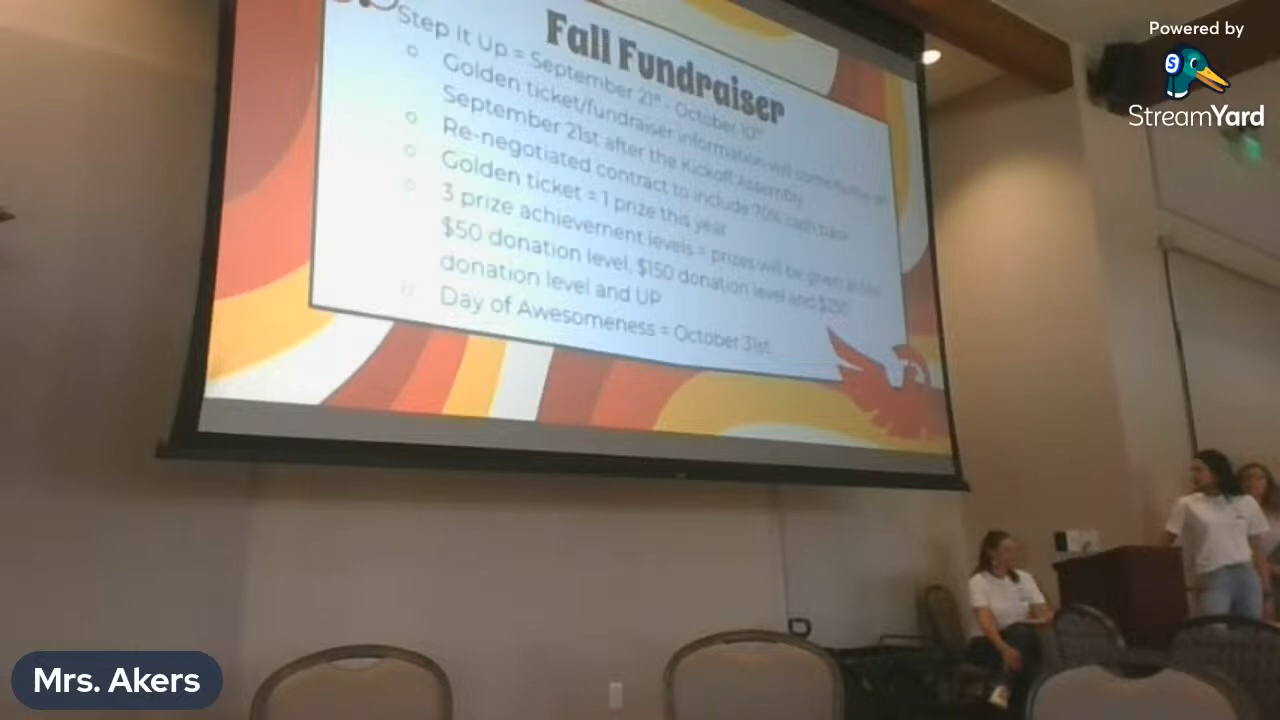 Powered by
StreamYard
Fall Fundraiser
Step It Up = September 21st - October 10th
Golden ticket/fundraiser information will come home on
September 21st after the Kickoff Assembly
Re-negotiated contract to include 70% cash back
Golden ticket = 1 prize this year
3 prize achievement levels = prizes will be given at the
$50 donation level, $150 donation level and $250
donation level and UP
Day of Awesomeness = October 31st
Mrs. Akers